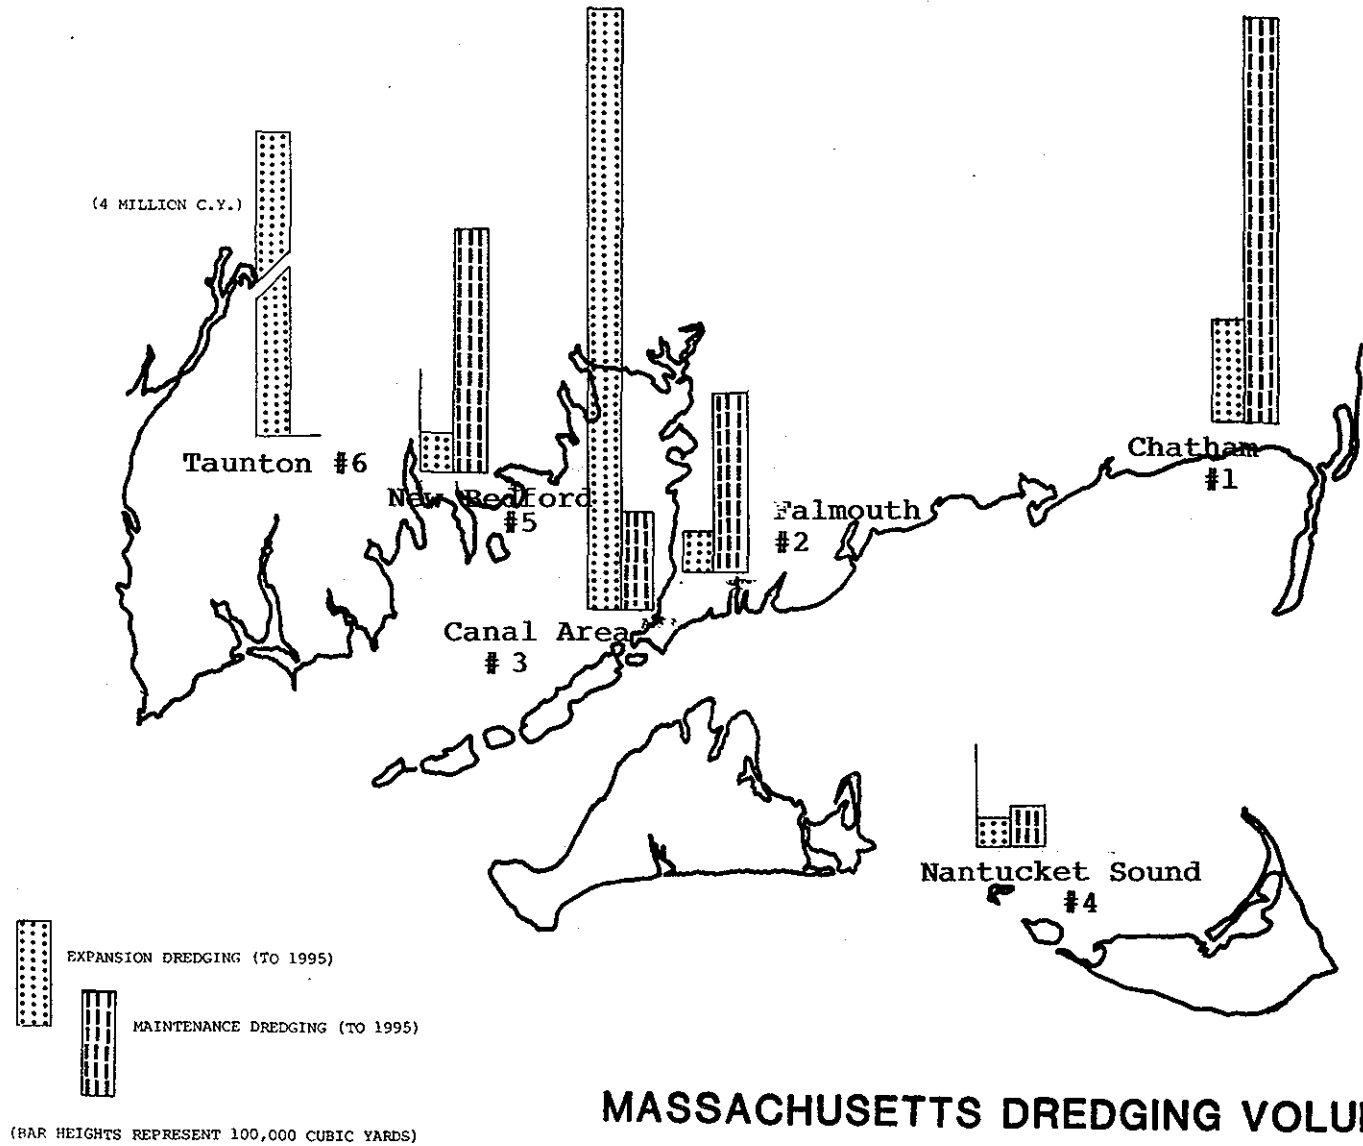 (4 MILLION C.Y.)
Taunton #6
New Bedford
#5
Chatham
#1
Falmouth
#2
Canal Area
# 3
Nantucket Sound
#4
EXPANSION DREDGING (TO 1995)
MAINTENANCE DREDGING (TO 1995)
(BAR HEIGHTS REPRESENT 100,000 CUBIC YARDS)
MASSACHUSETTS DREDGING